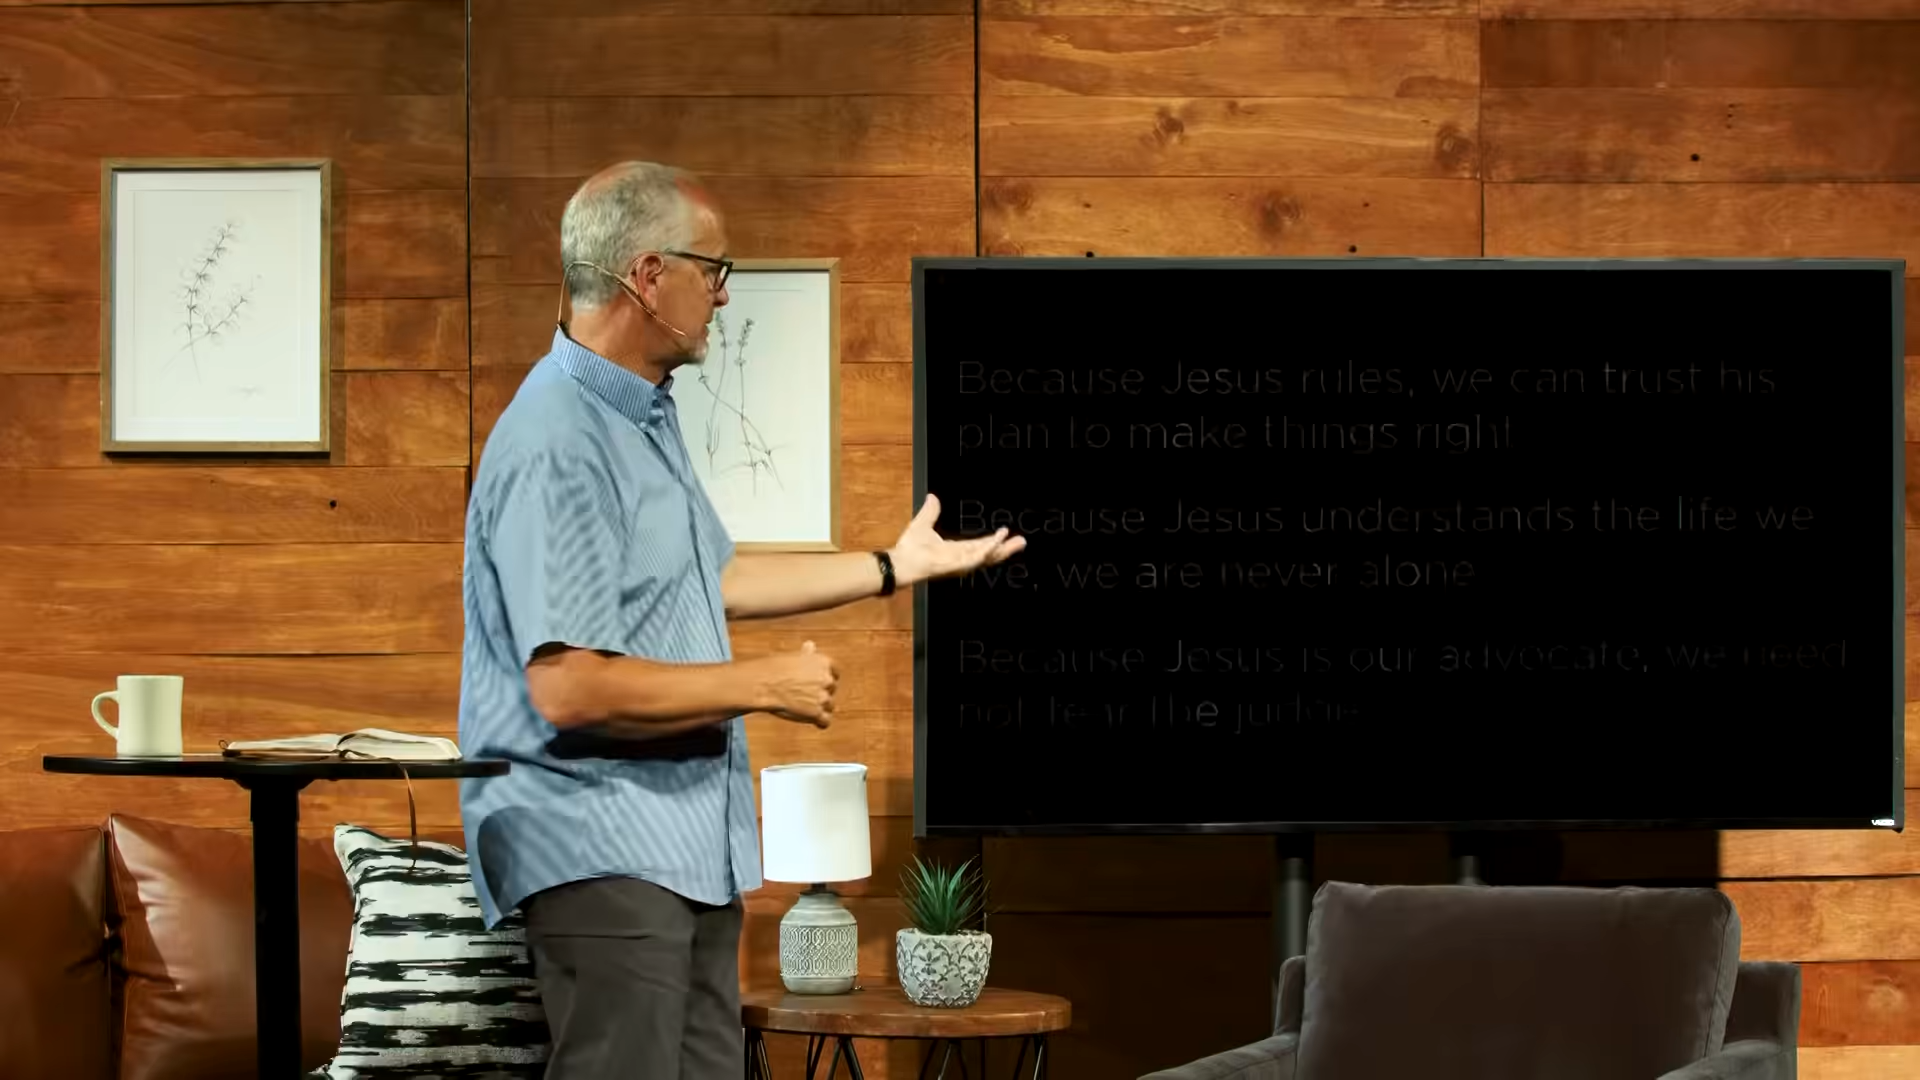 Because Jesus rules, we can trust his
plan to make things right
Because Jesus understands the life we
live, we are never alone
Because Jesus is our advocate, we need
not fear the judge
VIZIO